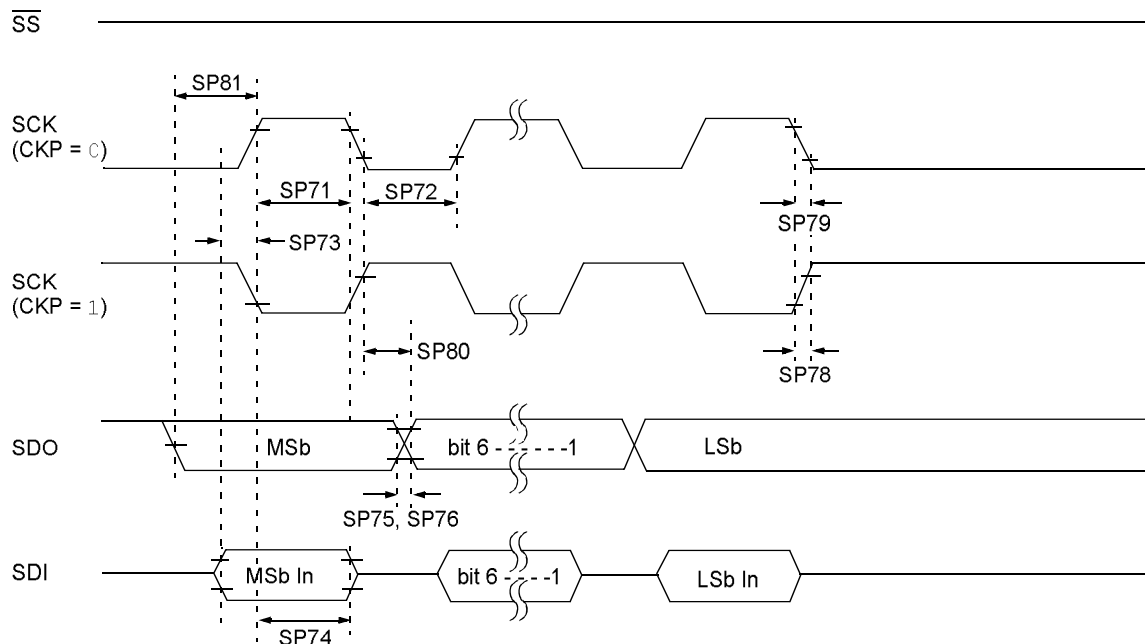 SS
SP81
SCK
(CKP = 0)
SP71
SP72
SP79
SP73
SCK
(CKP = 1)
SP80
SP78
SDO
MSb
bit 6 - - - - - -1
LSb
SP75, SP76
SDI
MSb In
bit 6 - - - - -1
LSb In
SP74